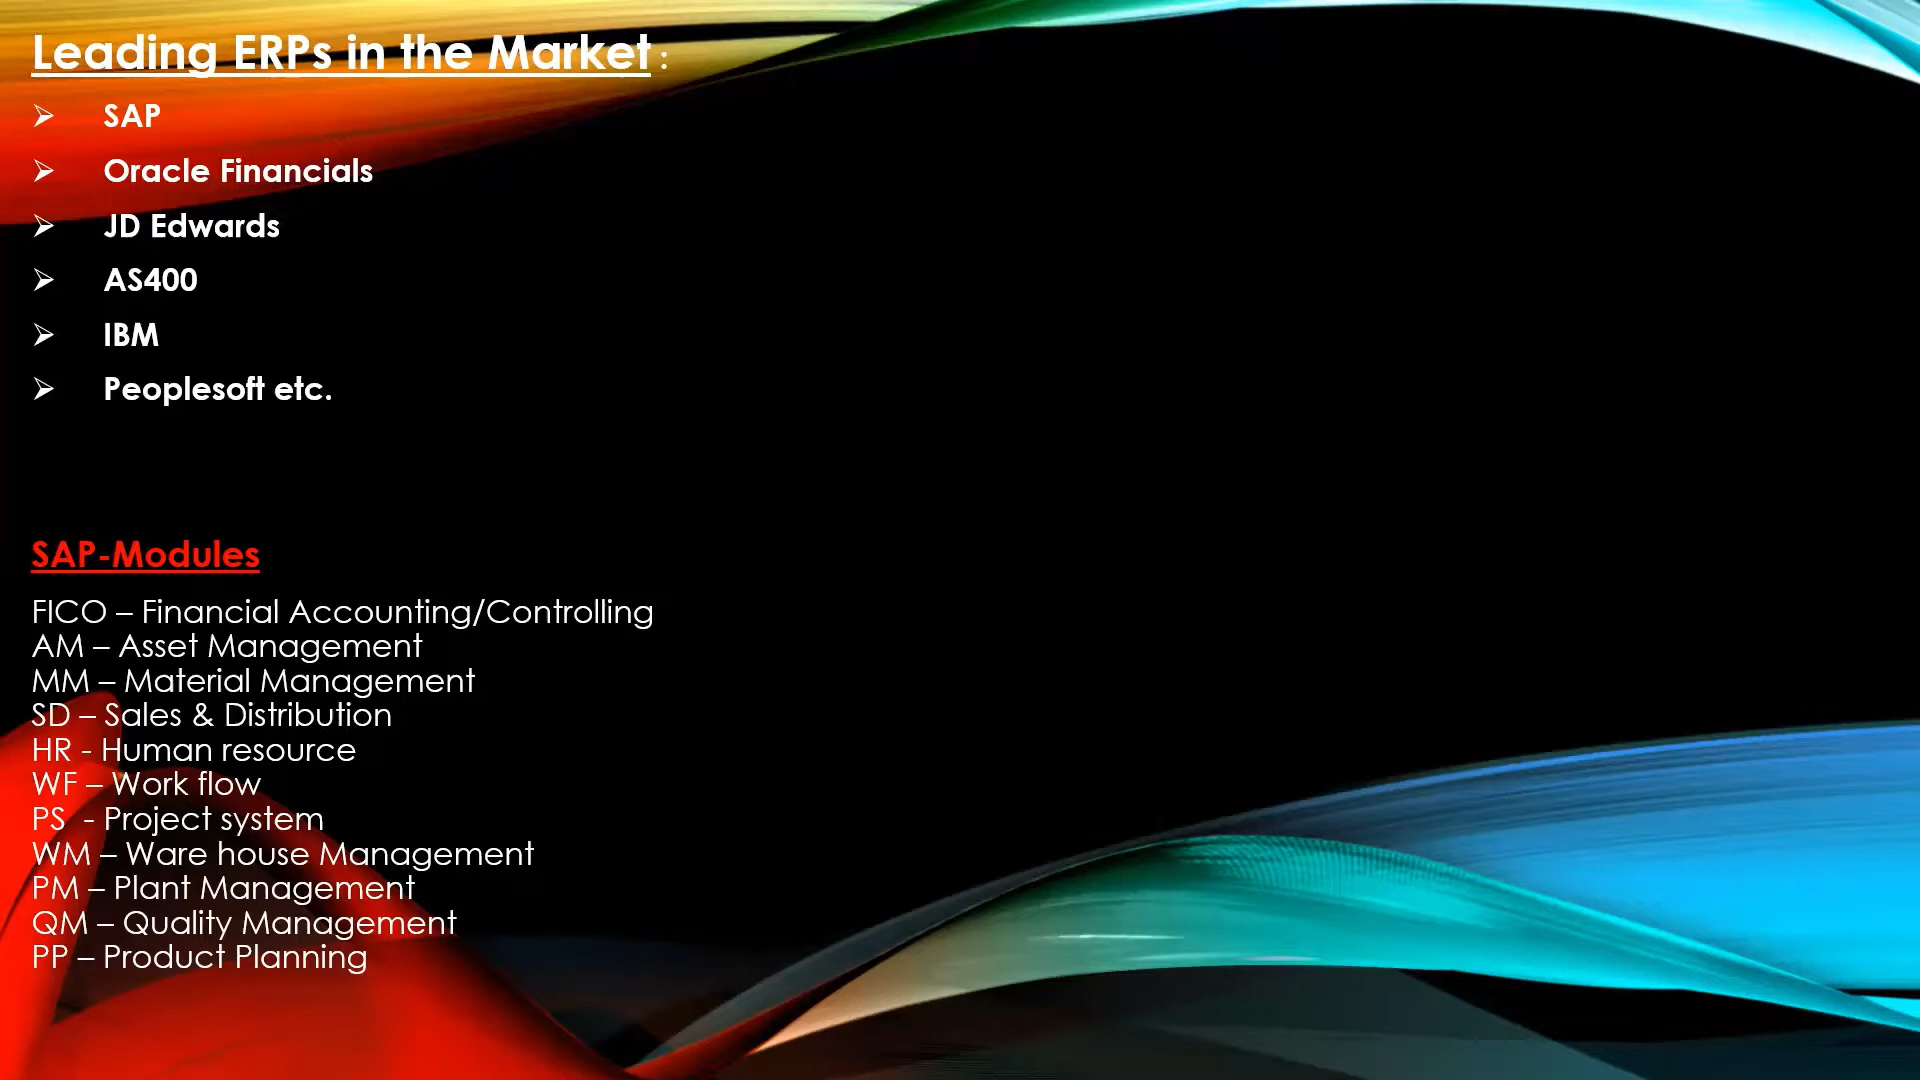 Leading ERPs in the Market :
➢ SAP
➢ Oracle Financials
➢ JD Edwards
➢ AS400
➢ IBM
➢ Peoplesoft etc.
SAP-Modules
FICO – Financial Accounting/Controlling
AM – Asset Management
MM – Material Management
SD – Sales & Distribution
HR - Human resource
WF – Work flow
PS  - Project system
WM – Ware house Management
PM – Plant Management
QM – Quality Management
PP – Product Planning